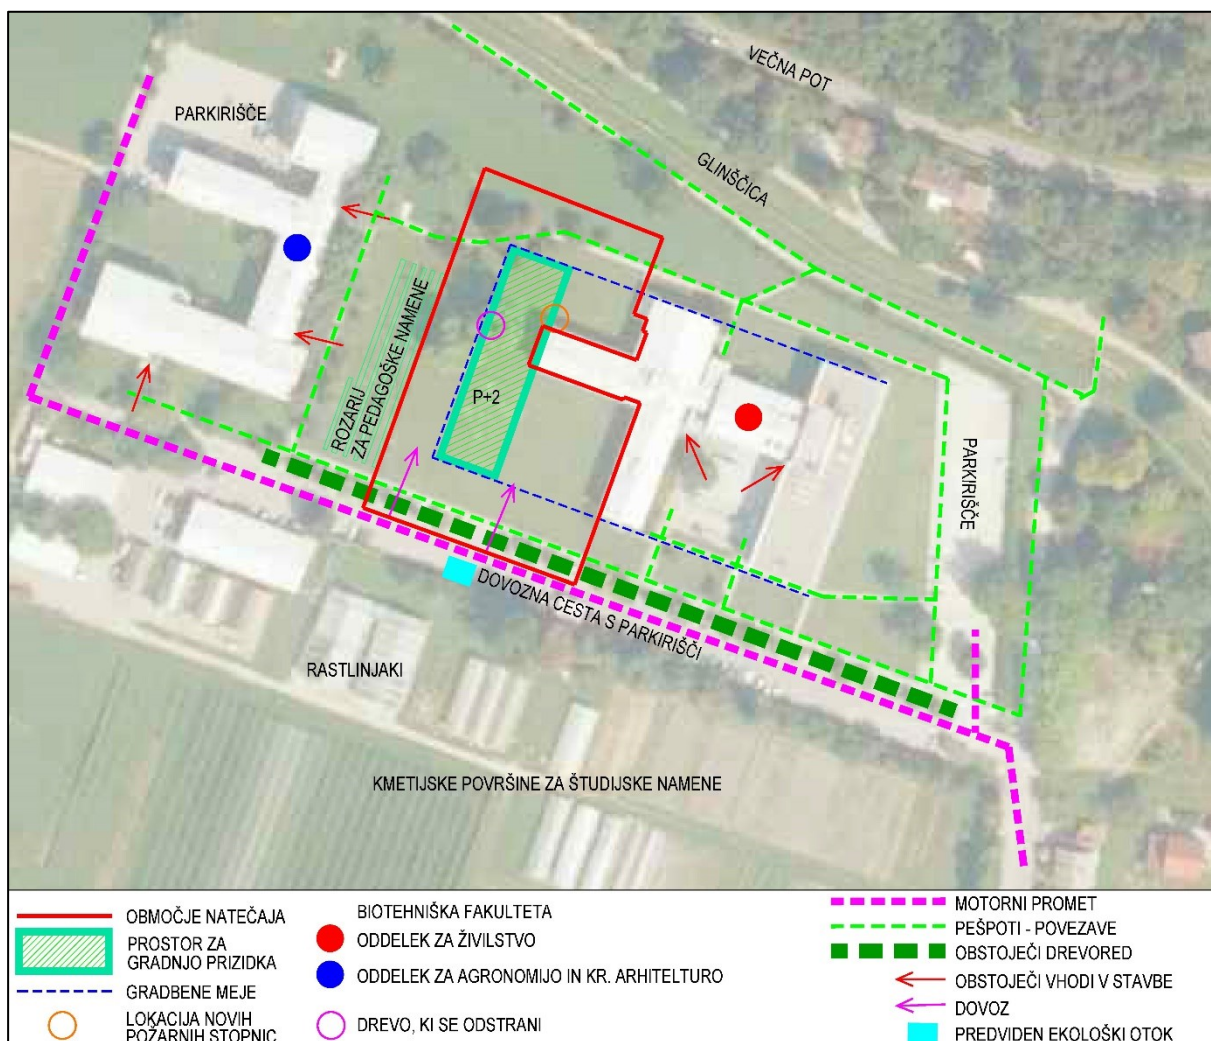 VEČNA POT
PARKIRIŠČE
GLINŠČICA
ROZARIJ
ZA PEDAGOŠKE NAMENE
P+2
PARKIRIŠČE
DOVOZNA CESTA S PARKIRIŠČI
RASTLINJAKI
KMETIJSKE POVRŠINE ZA ŠTUDIJSKE NAMENE
OBMOČJE NATEČAJA
PROSTOR ZA
GRADNJO PRIZIDKA
GRADBENE MEJE
LOKACIJA NOVIH
POŽARNIH STOPNIC
BIOTEHNIŠKA FAKULTETA
ODDELEK ZA ŽIVILSTVO
ODDELEK ZA AGRONOMIJO IN KR. ARHITELTURO
DREVO, KI SE ODSTRANI
MOTORNI PROMET
PEŠPOTI - POVEZAVE
OBSTOJEČI DREVORED
OBSTOJEČI VHODI V STAVBE
DOVOZ
PREDVIDEN EKOLOŠKI OTOK